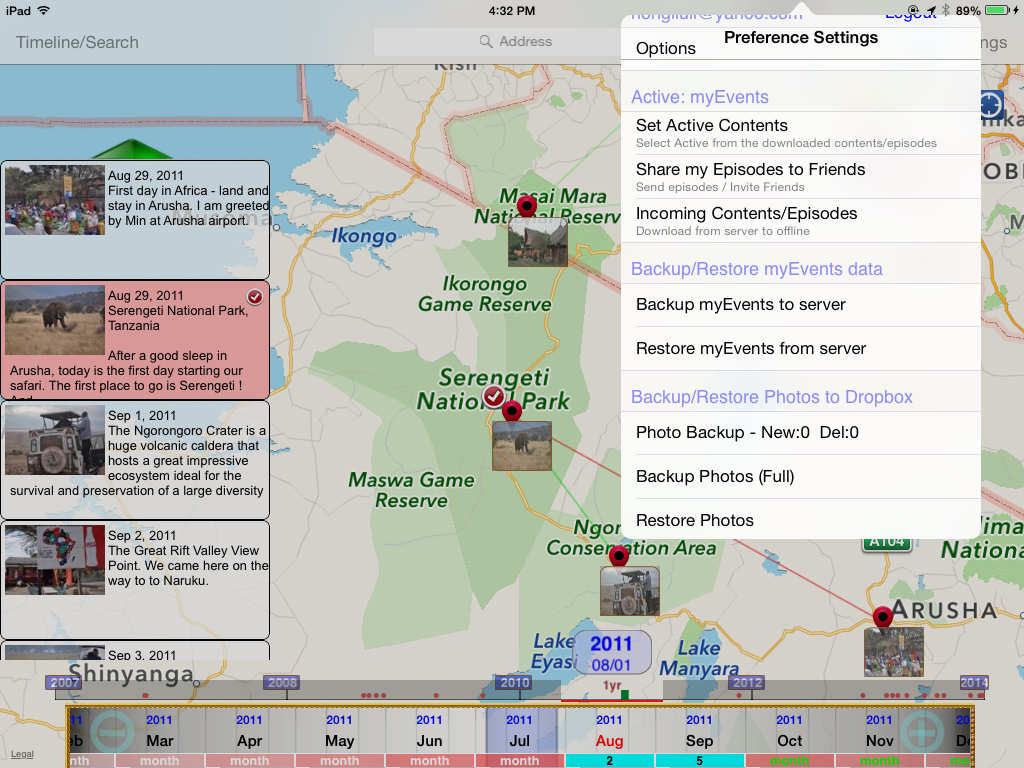 iPad
4:32 PM
89%
Timeline/Search
Address
Logout
Options
Preference Settings
Active: myEvents
Set Active Contents
Select Active from the downloaded contents/episodes
Share my Episodes to Friends
Send episodes / Invite Friends
Incoming Contents/Episodes
Download from server to offline
Backup/Restore myEvents data
Backup myEvents to server
Restore myEvents from server
Backup/Restore Photos to Dropbox
Photo Backup - New:0 Del:0
Backup Photos (Full)
Restore Photos
Aug 29, 2011
First day in Africa - land and
stay in Arusha. I am greeted
by Min at Arusha airport.
Aug 29, 2011
Serengeti National Park,
Tanzania
After a good sleep in
Arusha, today is the first day starting our
safari. The first place to go is Serengeti !
Sep 1, 2011
The Ngorongoro Crater is a
huge volcanic caldera that
hosts a great impressive
ecosystem ideal for the
survival and preservation of a large diversity
Sep 2, 2011
The Great Rift Valley View
Point. We came here on the
way to to Naruku.
Sep 3, 2011
Musoma
Ikongo
Masai Mara
National Reserv
Ikorongo
Game Reserve
Serengeti
National Park
Maswa Game
Reserve
Ngor
Conservation Area
A104
Nationa
ARUSHA
Lake
Eyasi
Lake
Manyara
Shinyanga
2011
08/01
1yr
2007
2008
2010
2012
2014
2011 2011 2011 2011 2011 2011 2011 2011 2011 2011
Mar Apr May Jun Jul Aug Sep Oct Nov
month month month month month 2 5 month month
Legal